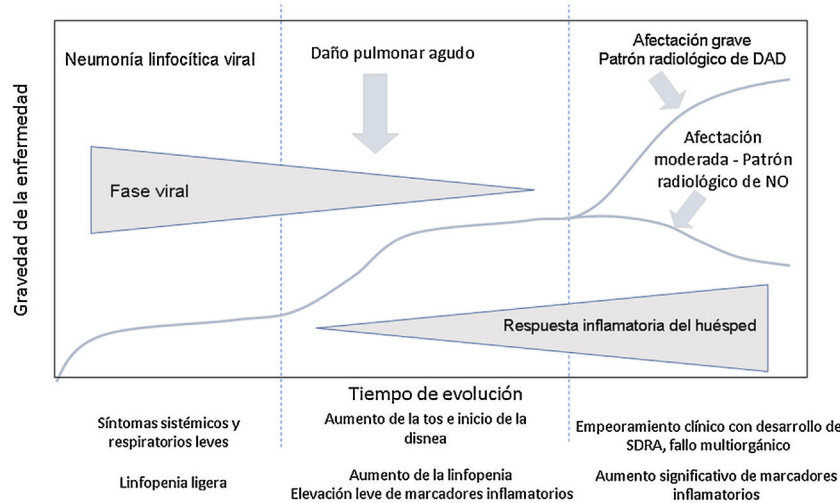 Gravedad de la enfermedad
Neumonía linfocítica viral
Daño pulmonar agudo
Afectación grave
Patrón radiológico de DAD
Afectación
moderada - Patrón
radiológico de NO
Fase viral
Respuesta inflamatoria del huésped
Tiempo de evolución
Síntomas sistémicos y
respiratorios leves
Linfopenia ligera
Aumento de la tos e inicio de la
disnea
Aumento de la linfopenia
Elevación leve de marcadores inflamatorios
Empeoramiento clínico con desarrollo de
SDRA, fallo multiorgánico
Aumento significativo de marcadores
inflamatorios